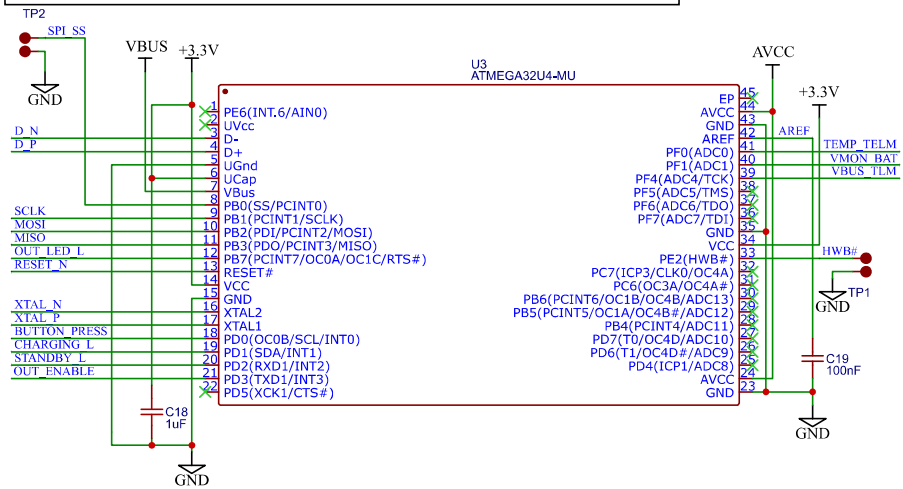 TP2
SPI_SS
GND
VBUS
+3.3V
U3
ATMEGA32U4-MU
AVCC
+3.3V
D_N
D_P
SCLK
MOSI
MISO
OUT_LED_L
RESET_N
XTAL_N
XTAL_P
BUTTON_PRESS
CHARGING_L
STANDBY_L
OUT_ENABLE
1 PE6(INT.6/AIN0)
2 UVcc
3 D-
4 D+
5 UGnd
6 UCap
7 VBus
8 PB0(SS/PCINT0)
9 PB1(PCINT1/SCLK)
10 PB2(PDI/PCINT2/MOSI)
11 PB3(PDO/PCINT3/MISO)
12 PB7(PCINT7/OC0A/OC1C/RTS#)
13 RESET#
14 VCC
15 GND
16 XTAL2
17 XTAL1
18 PD0(OC0B/SCL/INT0)
19 PD1(SDA/INT1)
20 PD2(RXD1/INT2)
21 PD3(TXD1/INT3)
22 PD5(XCK1/CTS#)
EP 45
AVCC 44
GND 43
AREF 42
PF0(ADC0) 41
PF1(ADC1) 40
PF4(ADC4/TCK) 39
PF5(ADC5/TMS) 38
PF6(ADC6/TDO) 37
PF7(ADC7/TDI) 36
GND 35
VCC 34
PE2(HWB#) 33
PC7(ICP3/CLK0/OC4A) 32
PC6(OC3A/OC4A#) 31
PB6(PCINT6/OC1B/OC4B/ADC13) 30
PB5(PCINT5/OC1A/OC4B#/ADC12) 29
PB4(PCINT4/ADC11) 28
PD7(T0/OC4D/ADC10) 27
PD6(T1/OC4D#/ADC9) 26
PD4(ICP1/ADC8) 25
AVCC 24
GND 23
AREF
TEMP_TELM
VMON_BAT
VBUS_TLM
HWB#
TP1
GND
C19
100nF
GND
C18
1uF
GND